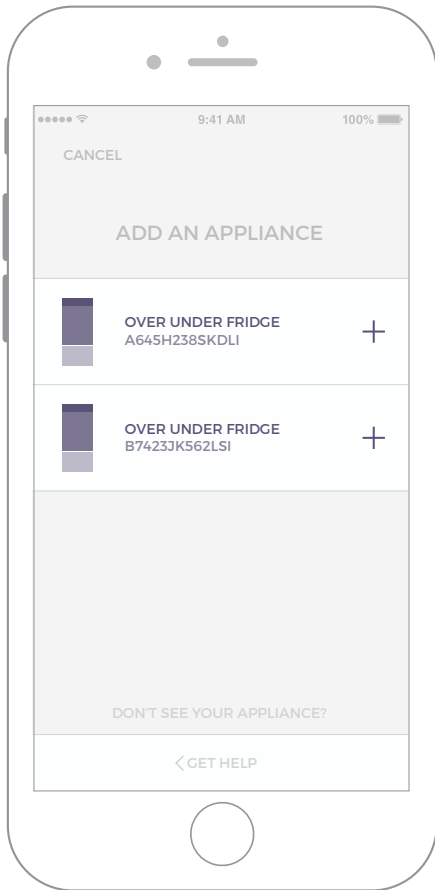 9:41 AM 100%
CANCEL
ADD AN APPLIANCE
OVER UNDER FRIDGE
A645H238SKDLI
OVER UNDER FRIDGE
B7423JK562LSI
DON'T SEE YOUR APPLIANCE?
GET HELP